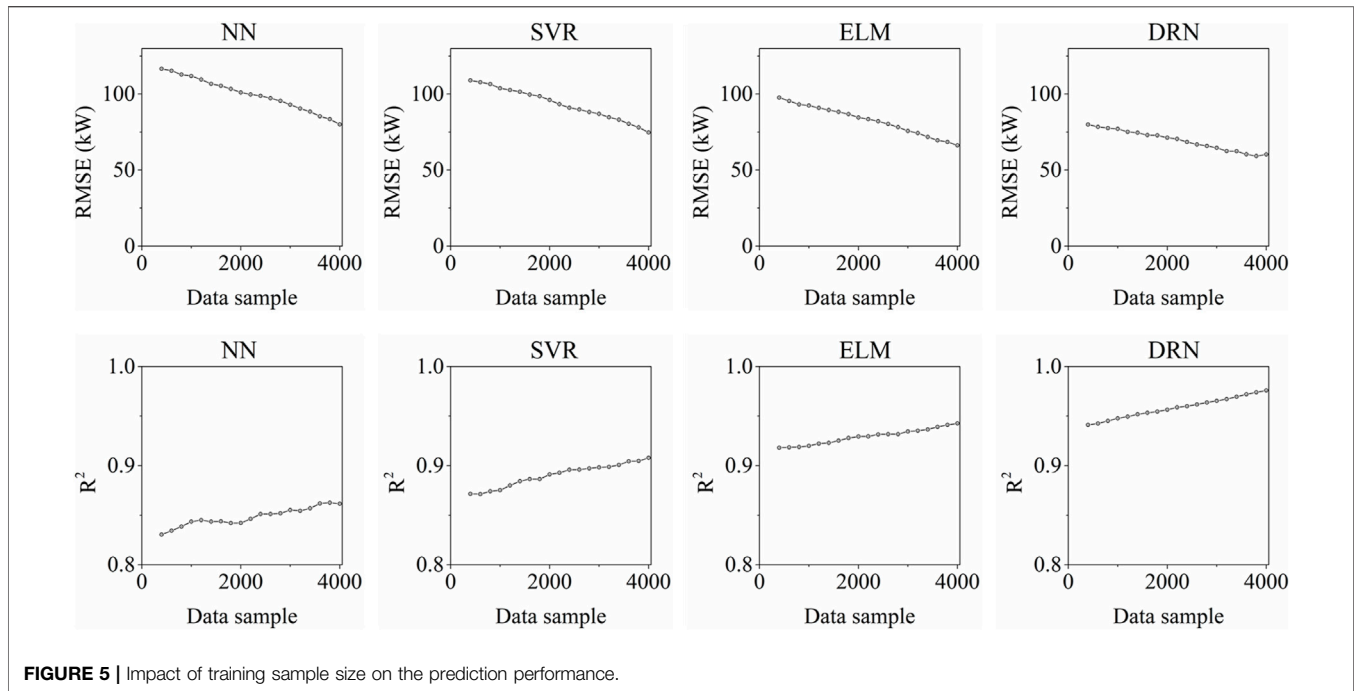 NN
RMSE (kW)
100
50
0
0 2000 4000
Data sample
SVR
RMSE (kW)
100
50
0
0 2000 4000
Data sample
ELM
RMSE (kW)
100
50
0
0 2000 4000
Data sample
DRN
RMSE (kW)
100
50
0
0 2000 4000
Data sample
NN
R²
1.0
0.9
0.8
0 2000 4000
Data sample
SVR
R²
1.0
0.9
0.8
0 2000 4000
Data sample
ELM
R²
1.0
0.9
0.8
0 2000 4000
Data sample
DRN
R²
1.0
0.9
0.8
0 2000 4000
Data sample
FIGURE 5 | Impact of training sample size on the prediction performance.